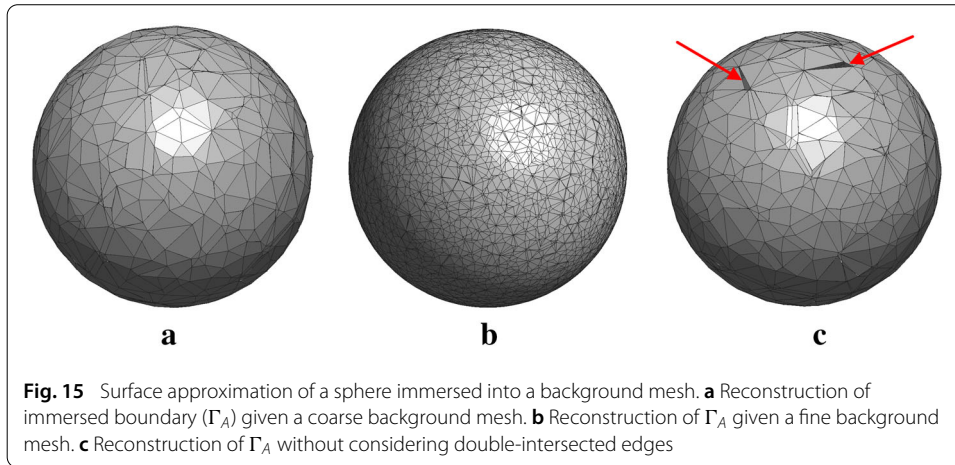 a
b
c
Fig. 15 Surface approximation of a sphere immersed into a background mesh. a Reconstruction of
immersed boundary (Γ_A) given a coarse background mesh. b Reconstruction of Γ_A given a fine background
mesh. c Reconstruction of Γ_A without considering double-intersected edges